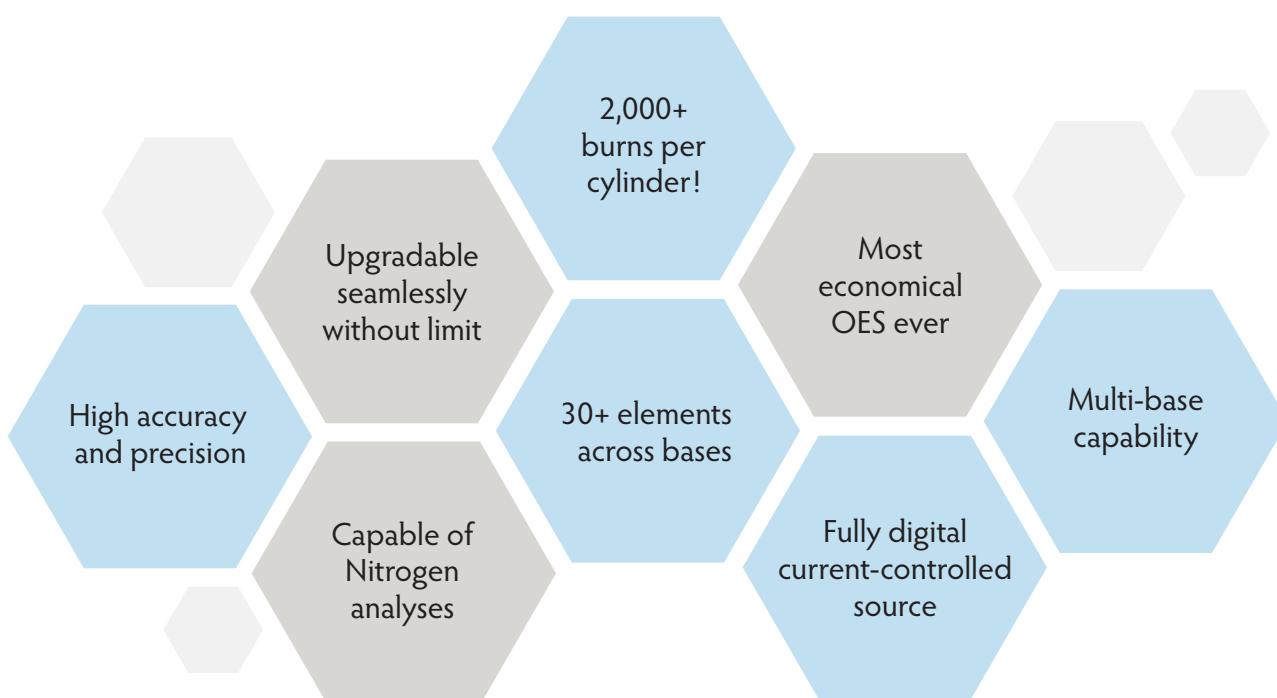 2,000+
burns per
cylinder!
Upgradable
seamlessly
without limit
Most
economical
OES ever
High accuracy
and precision
30+ elements
across bases
Multi-base
capability
Capable of
Nitrogen
analyses
Fully digital
current-controlled
source